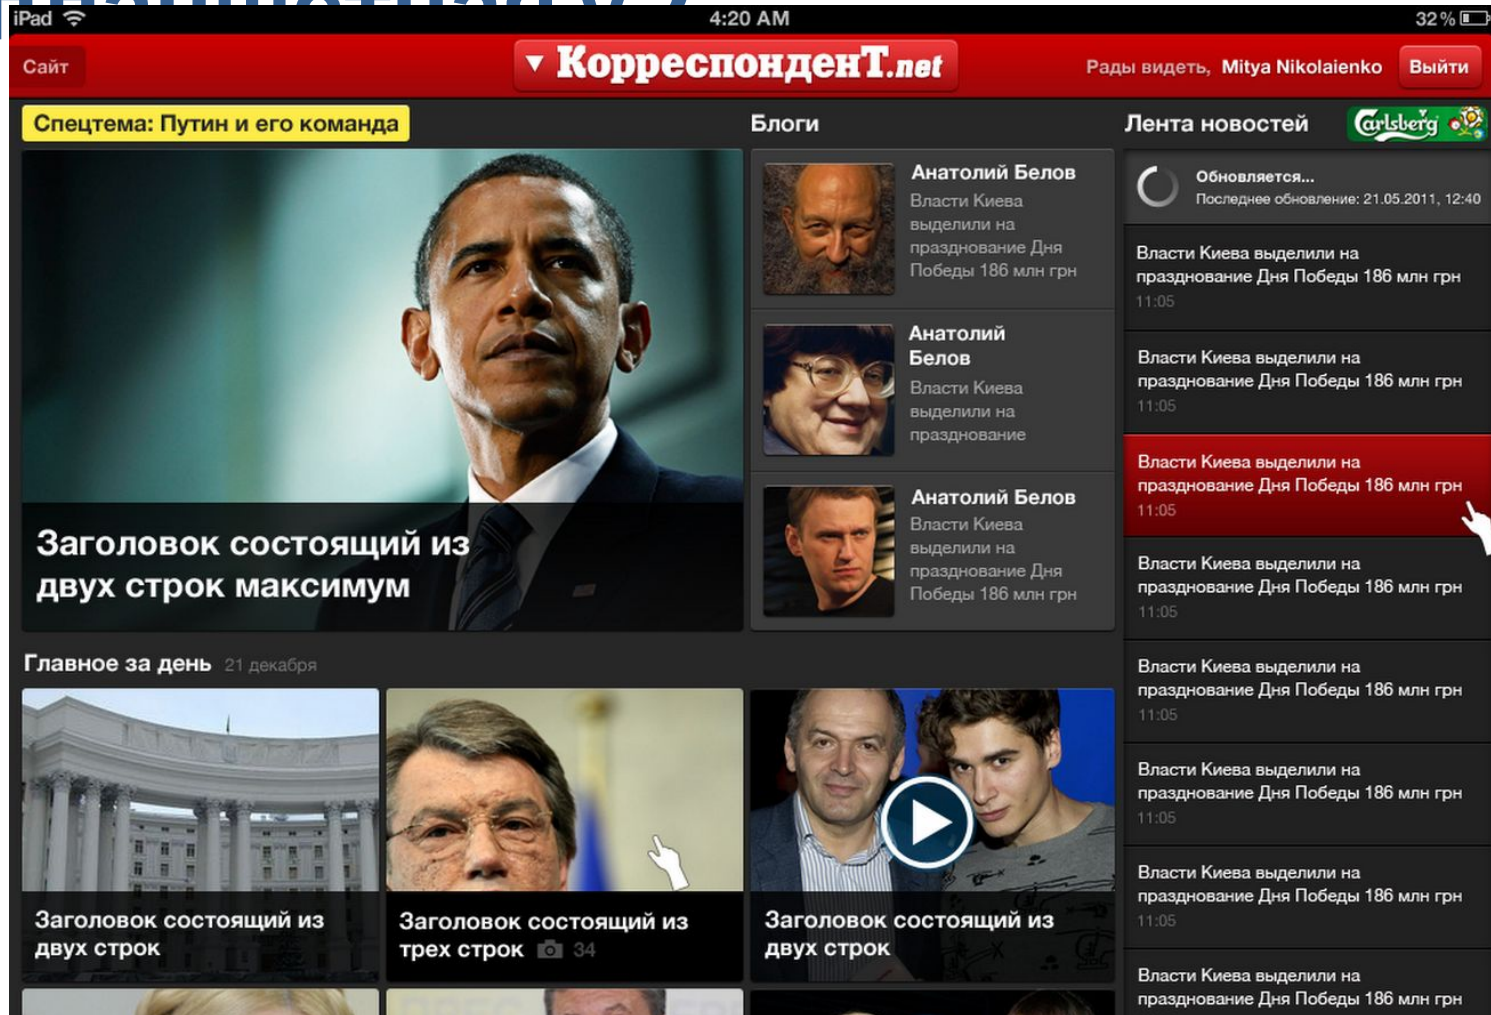 iPad
4:20 AM
32 %
Сайт
▼ КорреспонденТ.net
Рады видеть, Mitya Nikolaienko
Выйти
Спецтема: Путин и его команда
Заголовок состоящий из
двух строк максимум
Блоги
Анатолий Белов
Власти Киева
выделили на
празднование Дня
Победы 186 млн грн
Анатолий
Белов
Власти Киева
выделили на
празднование
Анатолий Белов
Власти Киева
выделили на
празднование Дня
Победы 186 млн грн
Лента новостей
Carlsberg
Обновляется...
Последнее обновление: 21.05.2011, 12:40
Власти Киева выделили на
празднование Дня Победы 186 млн грн
11:05
Власти Киева выделили на
празднование Дня Победы 186 млн грн
11:05
Власти Киева выделили на
празднование Дня Победы 186 млн грн
11:05
Власти Киева выделили на
празднование Дня Победы 186 млн грн
11:05
Власти Киева выделили на
празднование Дня Победы 186 млн грн
11:05
Власти Киева выделили на
празднование Дня Победы 186 млн грн
11:05
Власти Киева выделили на
празднование Дня Победы 186 млн грн
11:05
Власти Киева выделили на
празднование Дня Победы 186 млн грн
Главное за день 21 декабря
Заголовок состоящий из
двух строк
Заголовок состоящий из
трех строк 34
Заголовок состоящий из
двух строк